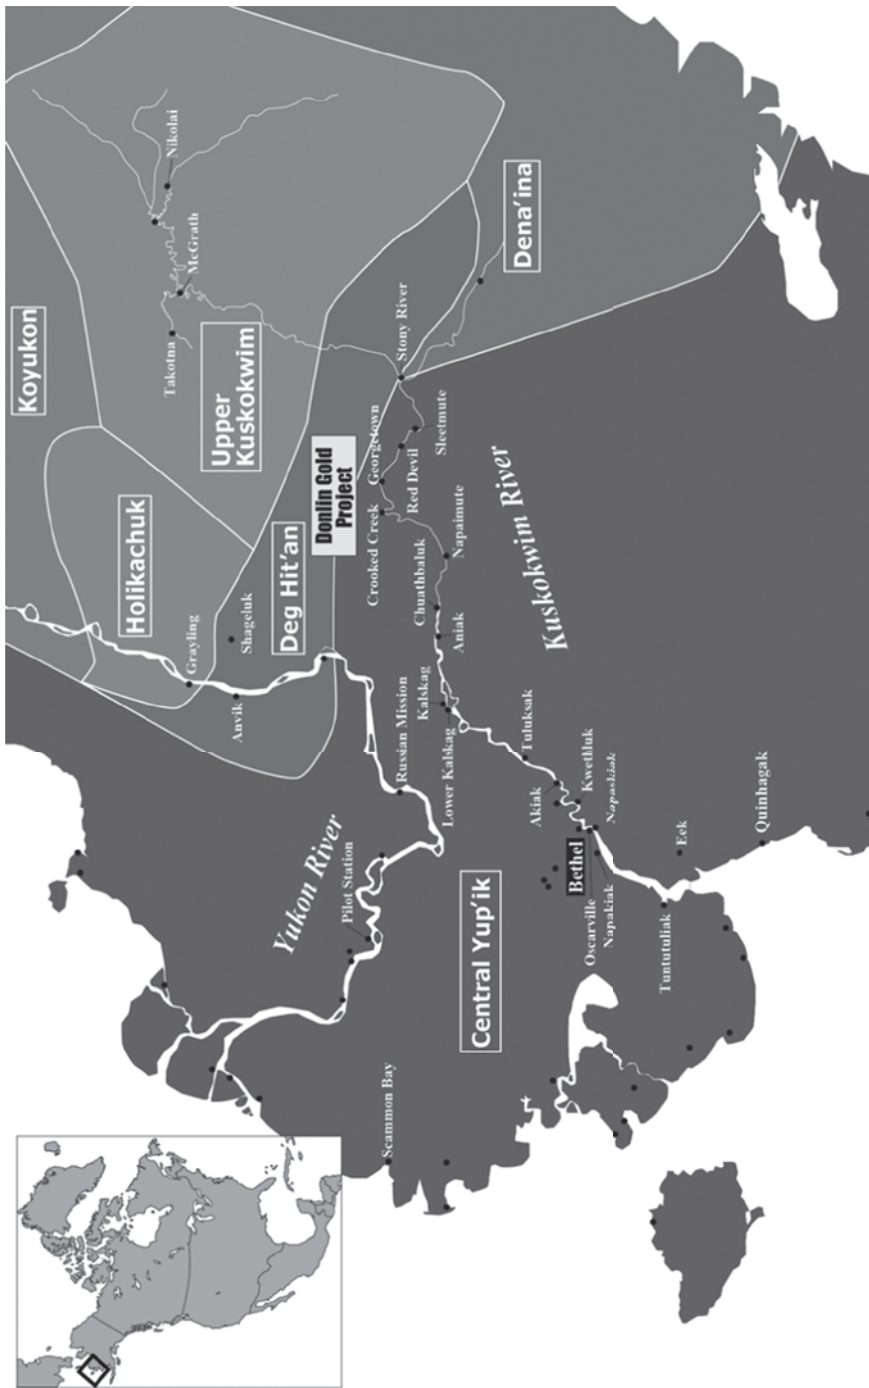 Koyukon
Nikolai
McGrath
Takotna
Upper
Kuskokwim
Holikachuk
Dena'ina
Stony River
Donlin Gold
Project
Georgetown
Sleetmute
Red Devil
Crooked Creek
Napaimute
Chuathbaluk
Aniak
Deg Hit'an
Shageluk
Grayling
Anvik
Kuskokwim River
Kalskag
Lower Kalskag
Russian Mission
Tuluksak
Akiak
Kwethluk
Napaskiak
Bethel
Oscarville
Napakiak
Eek
Quinhagak
Tuntutuliak
Yukon River
Pilot Station
Central Yup'ik
Scammon Bay